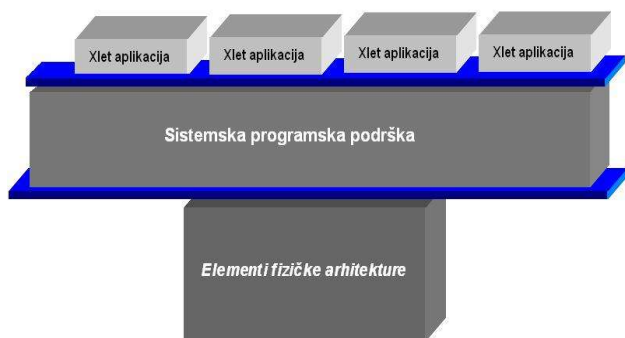 Xlet aplikacija
Xlet aplikacija
Xlet aplikacija
Xlet aplikacija
Sistemska programska podrška
Elementi fizičke arhitekture